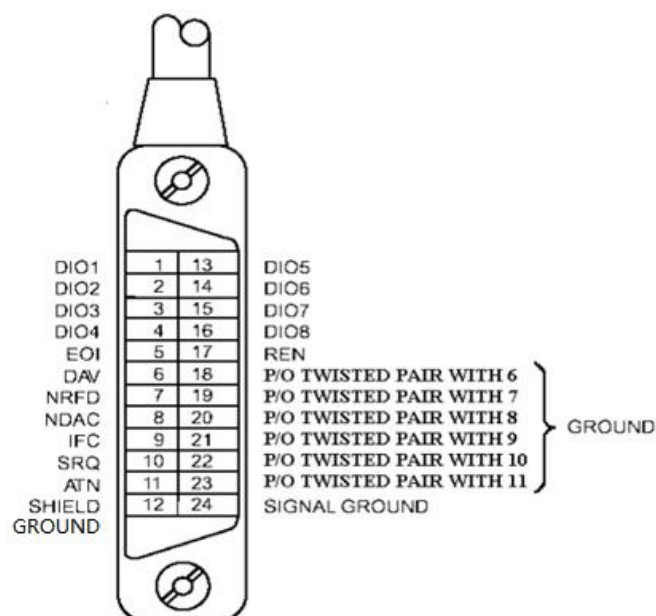 DIO1 1 13 DIO5
DIO2 2 14 DIO6
DIO3 3 15 DIO7
DIO4 4 16 DIO8
EOI 5 17 REN
DAV 6 18 P/O TWISTED PAIR WITH 6
NRFD 7 19 P/O TWISTED PAIR WITH 7
NDAC 8 20 P/O TWISTED PAIR WITH 8
IFC 9 21 P/O TWISTED PAIR WITH 9
SRQ 10 22 P/O TWISTED PAIR WITH 10
ATN 11 23 P/O TWISTED PAIR WITH 11
GROUND
SHIELD 12 24 SIGNAL GROUND
GROUND